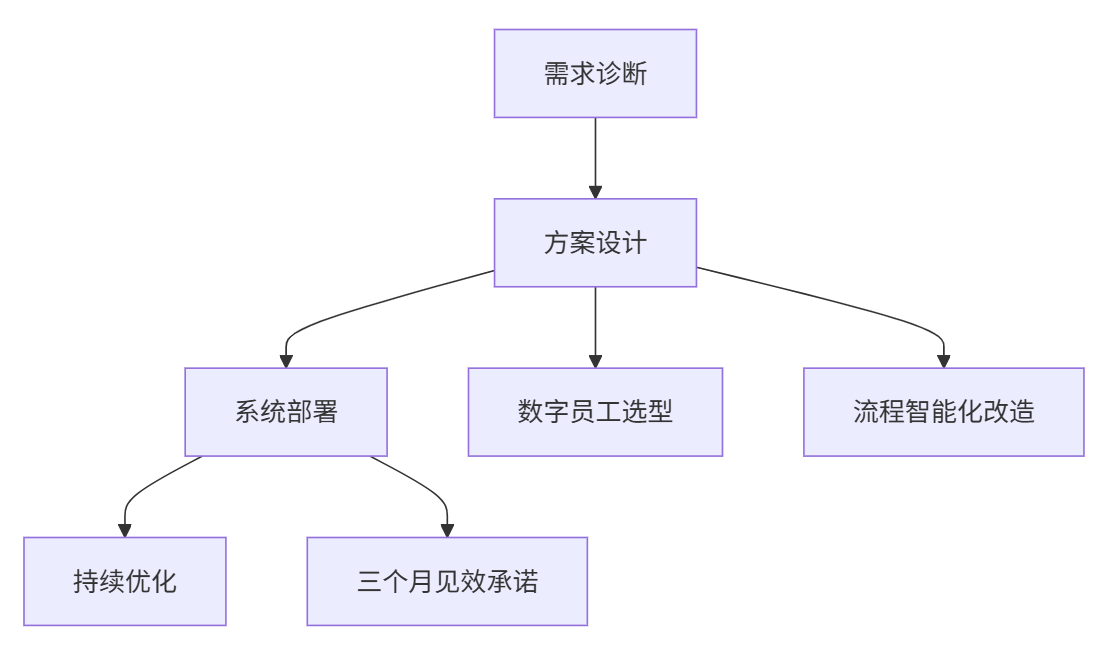 需求诊断
方案设计
系统部署
数字员工选型
流程智能化改造
持续优化
三个月见效承诺